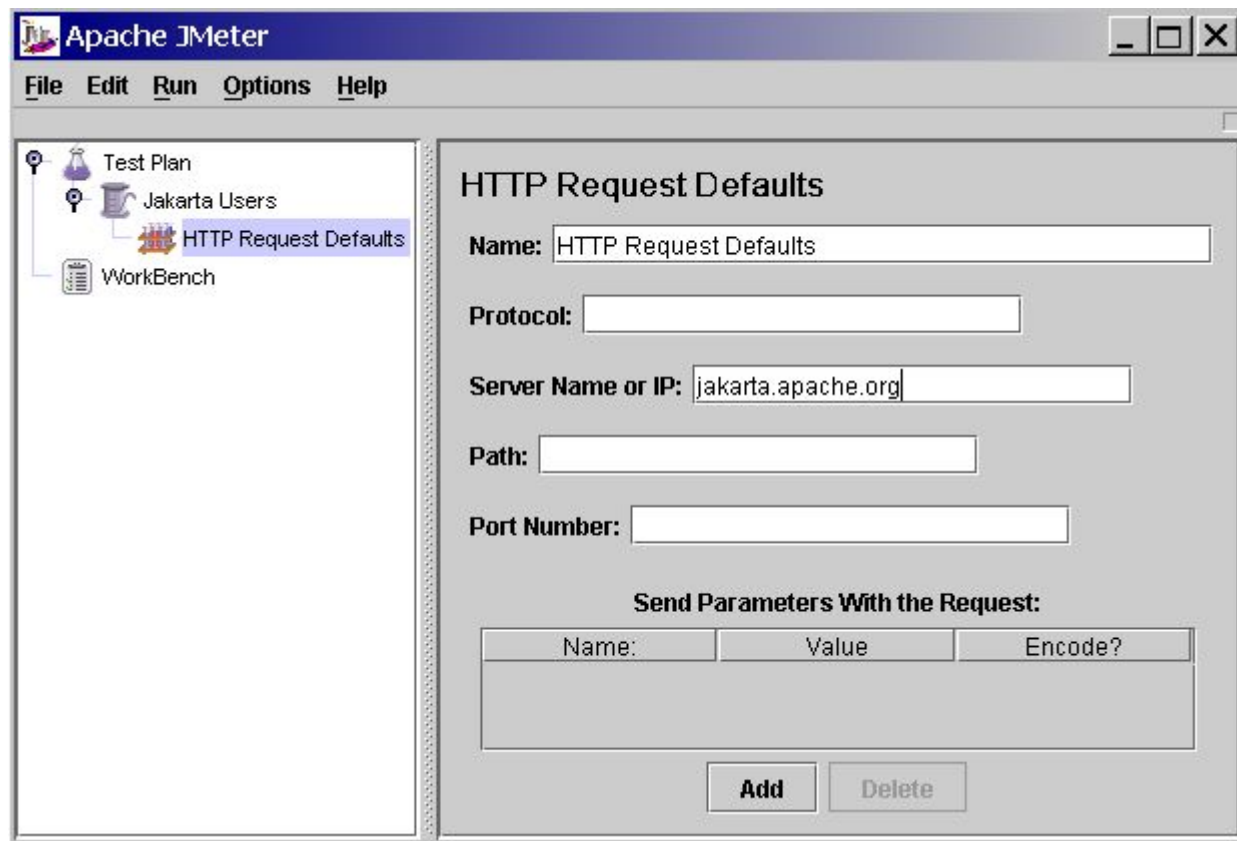 Apache JMeter
File Edit Run Options Help
Test Plan
Jakarta Users
HTTP Request Defaults
WorkBench
HTTP Request Defaults
Name: HTTP Request Defaults
Protocol:
Server Name or IP: jakarta.apache.org
Path:
Port Number:
Send Parameters With the Request:
Name: Value Encode?
Add Delete